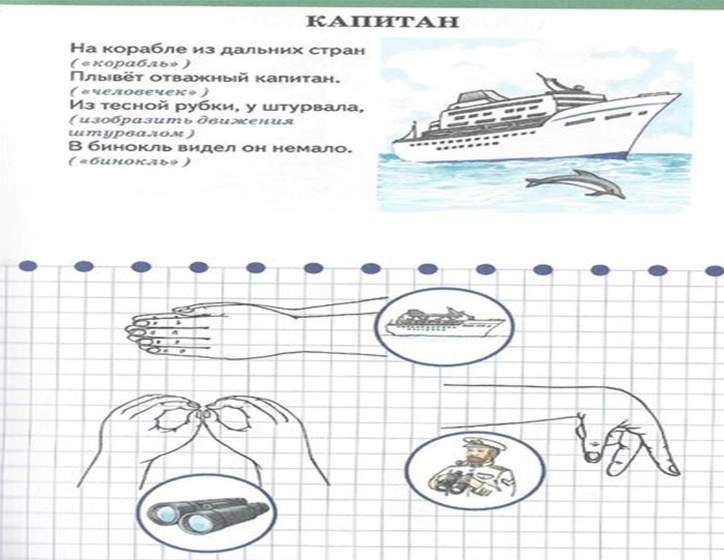 КАПИТАН
На корабле из дальних стран
(«корабль»)
Плывёт отважный капитан.
(«человечек»)
Из тесной рубки, у штурвала,
(изобразить движения
штурвалом)
В бинокль видел он немало.
(«бинокль»)